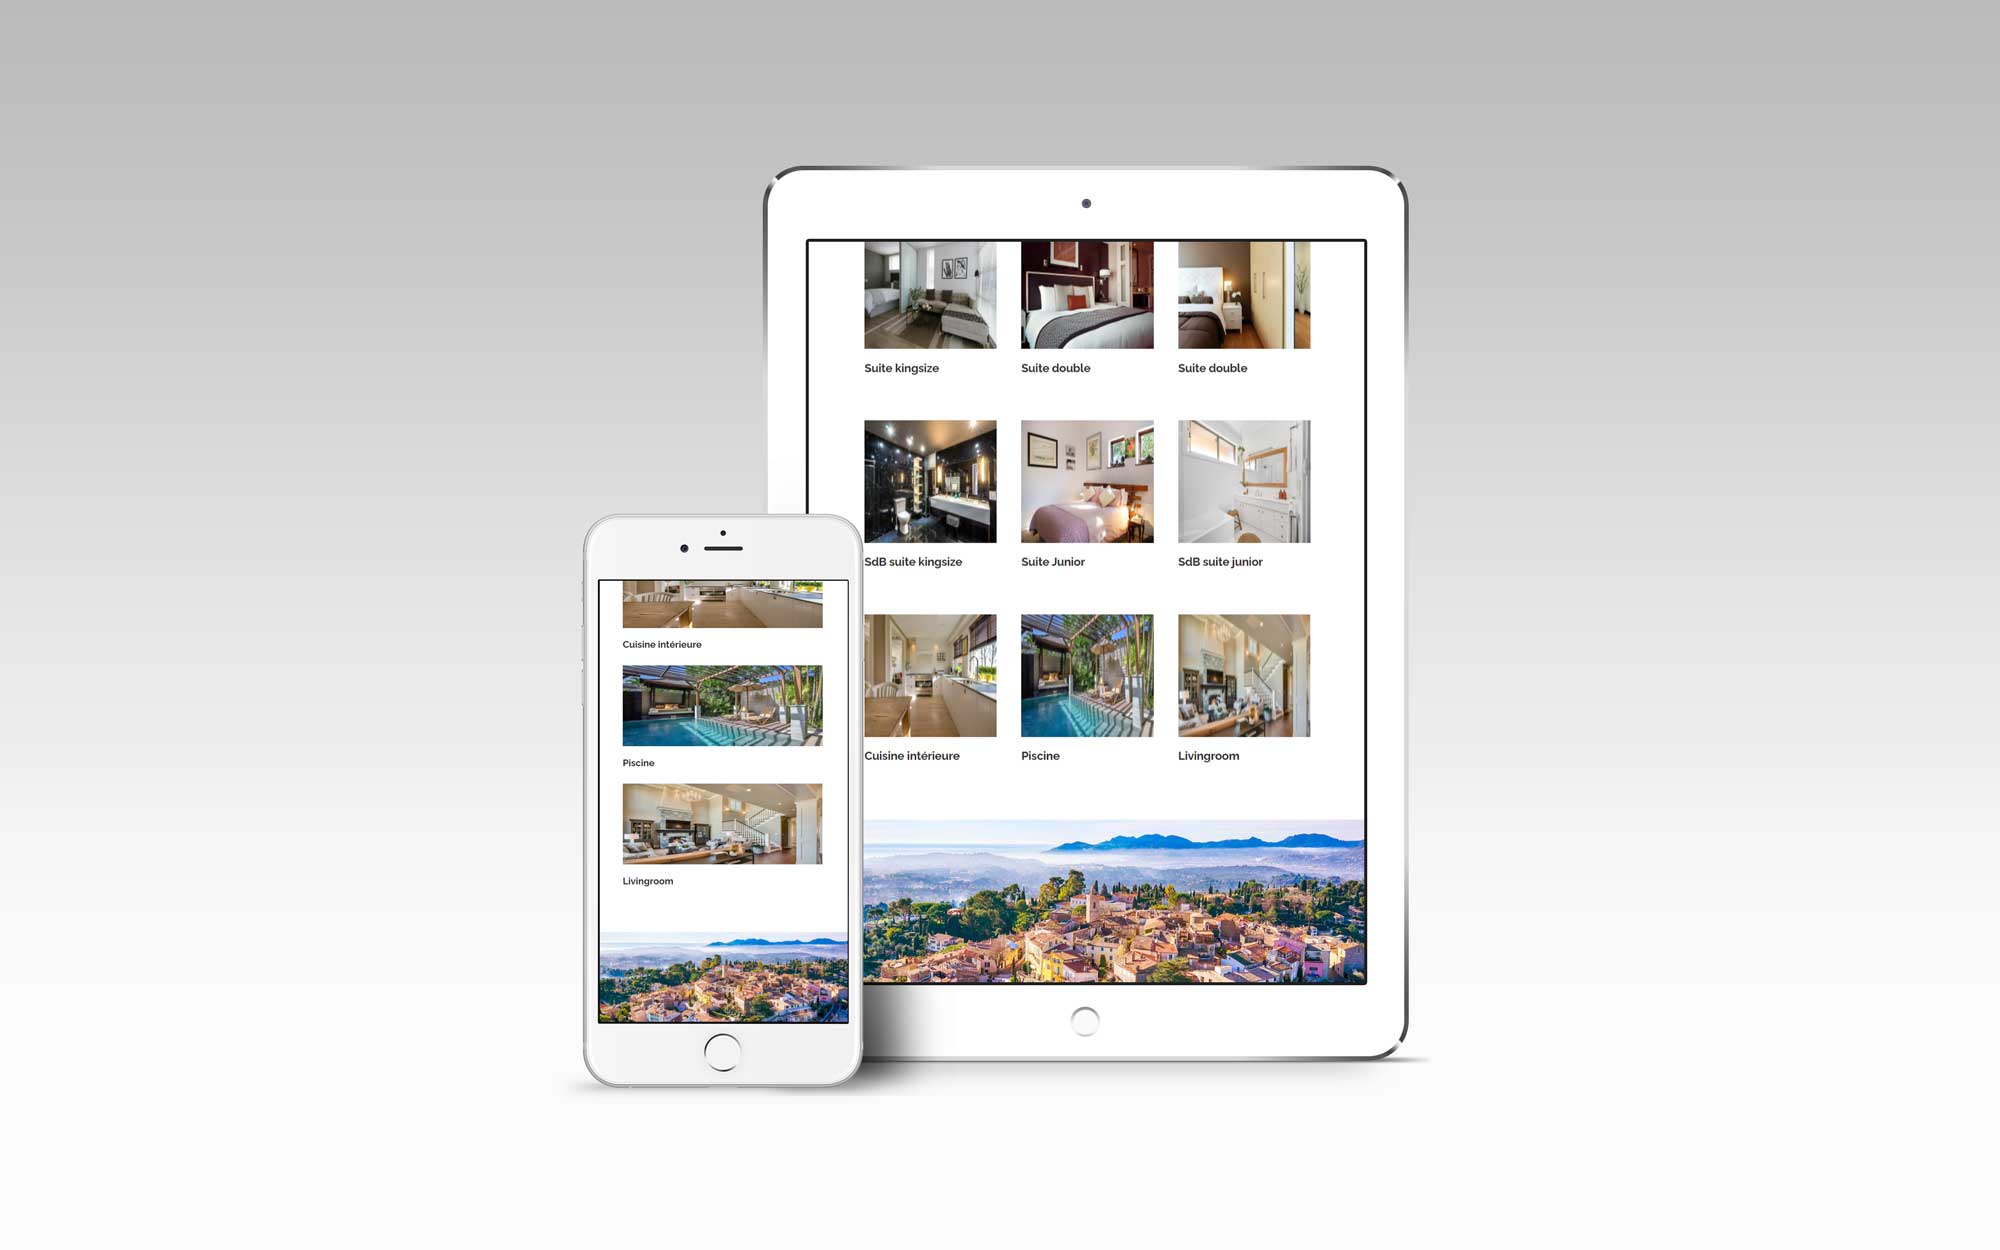 Suite kingsize
Suite double
Suite double
SdB suite kingsize
Suite Junior
SdB suite junior
Cuisine intérieure
Piscine
Livingroom
Cuisine intérieure
Piscine
Livingroom